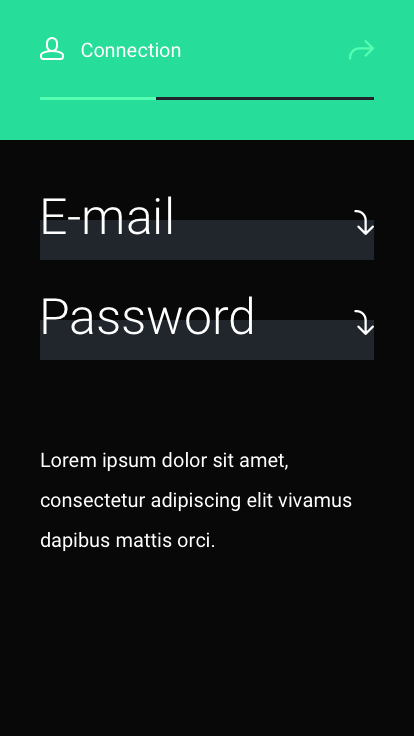 Connection
E-mail
Password
Lorem ipsum dolor sit amet,
consectetur adipiscing elit vivamus
dapibus mattis orci.